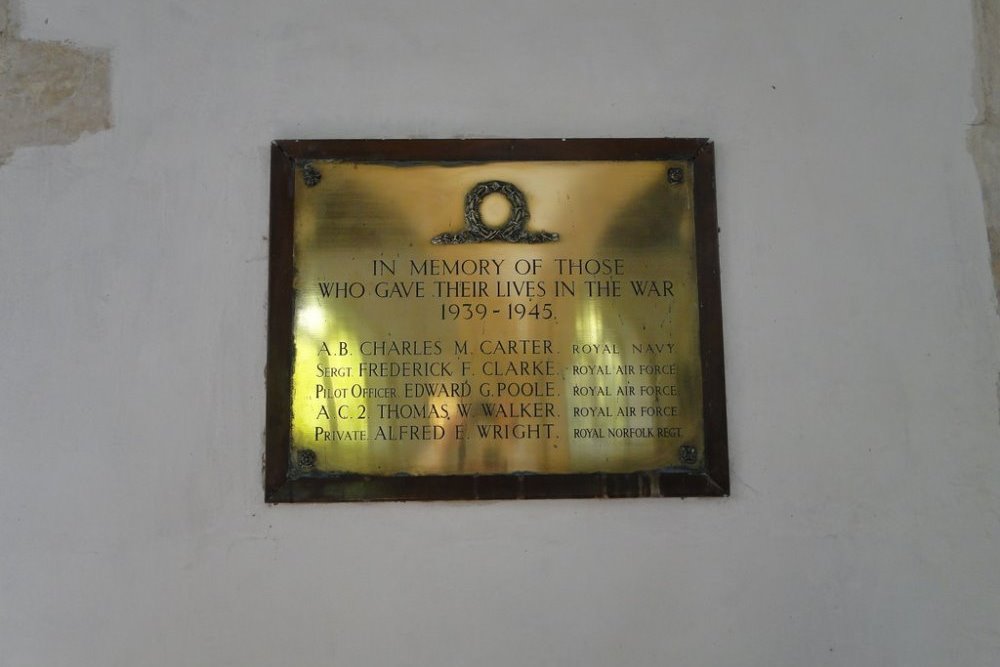 IN MEMORY OF THOSE
WHO GAVE THEIR LIVES IN THE WAR
1939-1945.
A.B. CHARLES M. CARTER. ROYAL NAVY.
SERGT. FREDERICK F. CLARKE. ROYAL AIR FORCE.
PILOT OFFICER. EDWARD G. POOLE. ROYAL AIR FORCE.
A.C.2. THOMAS W. WALKER. ROYAL AIR FORCE.
PRIVATE. ALFRED E. WRIGHT. ROYAL NORFOLK REGT.